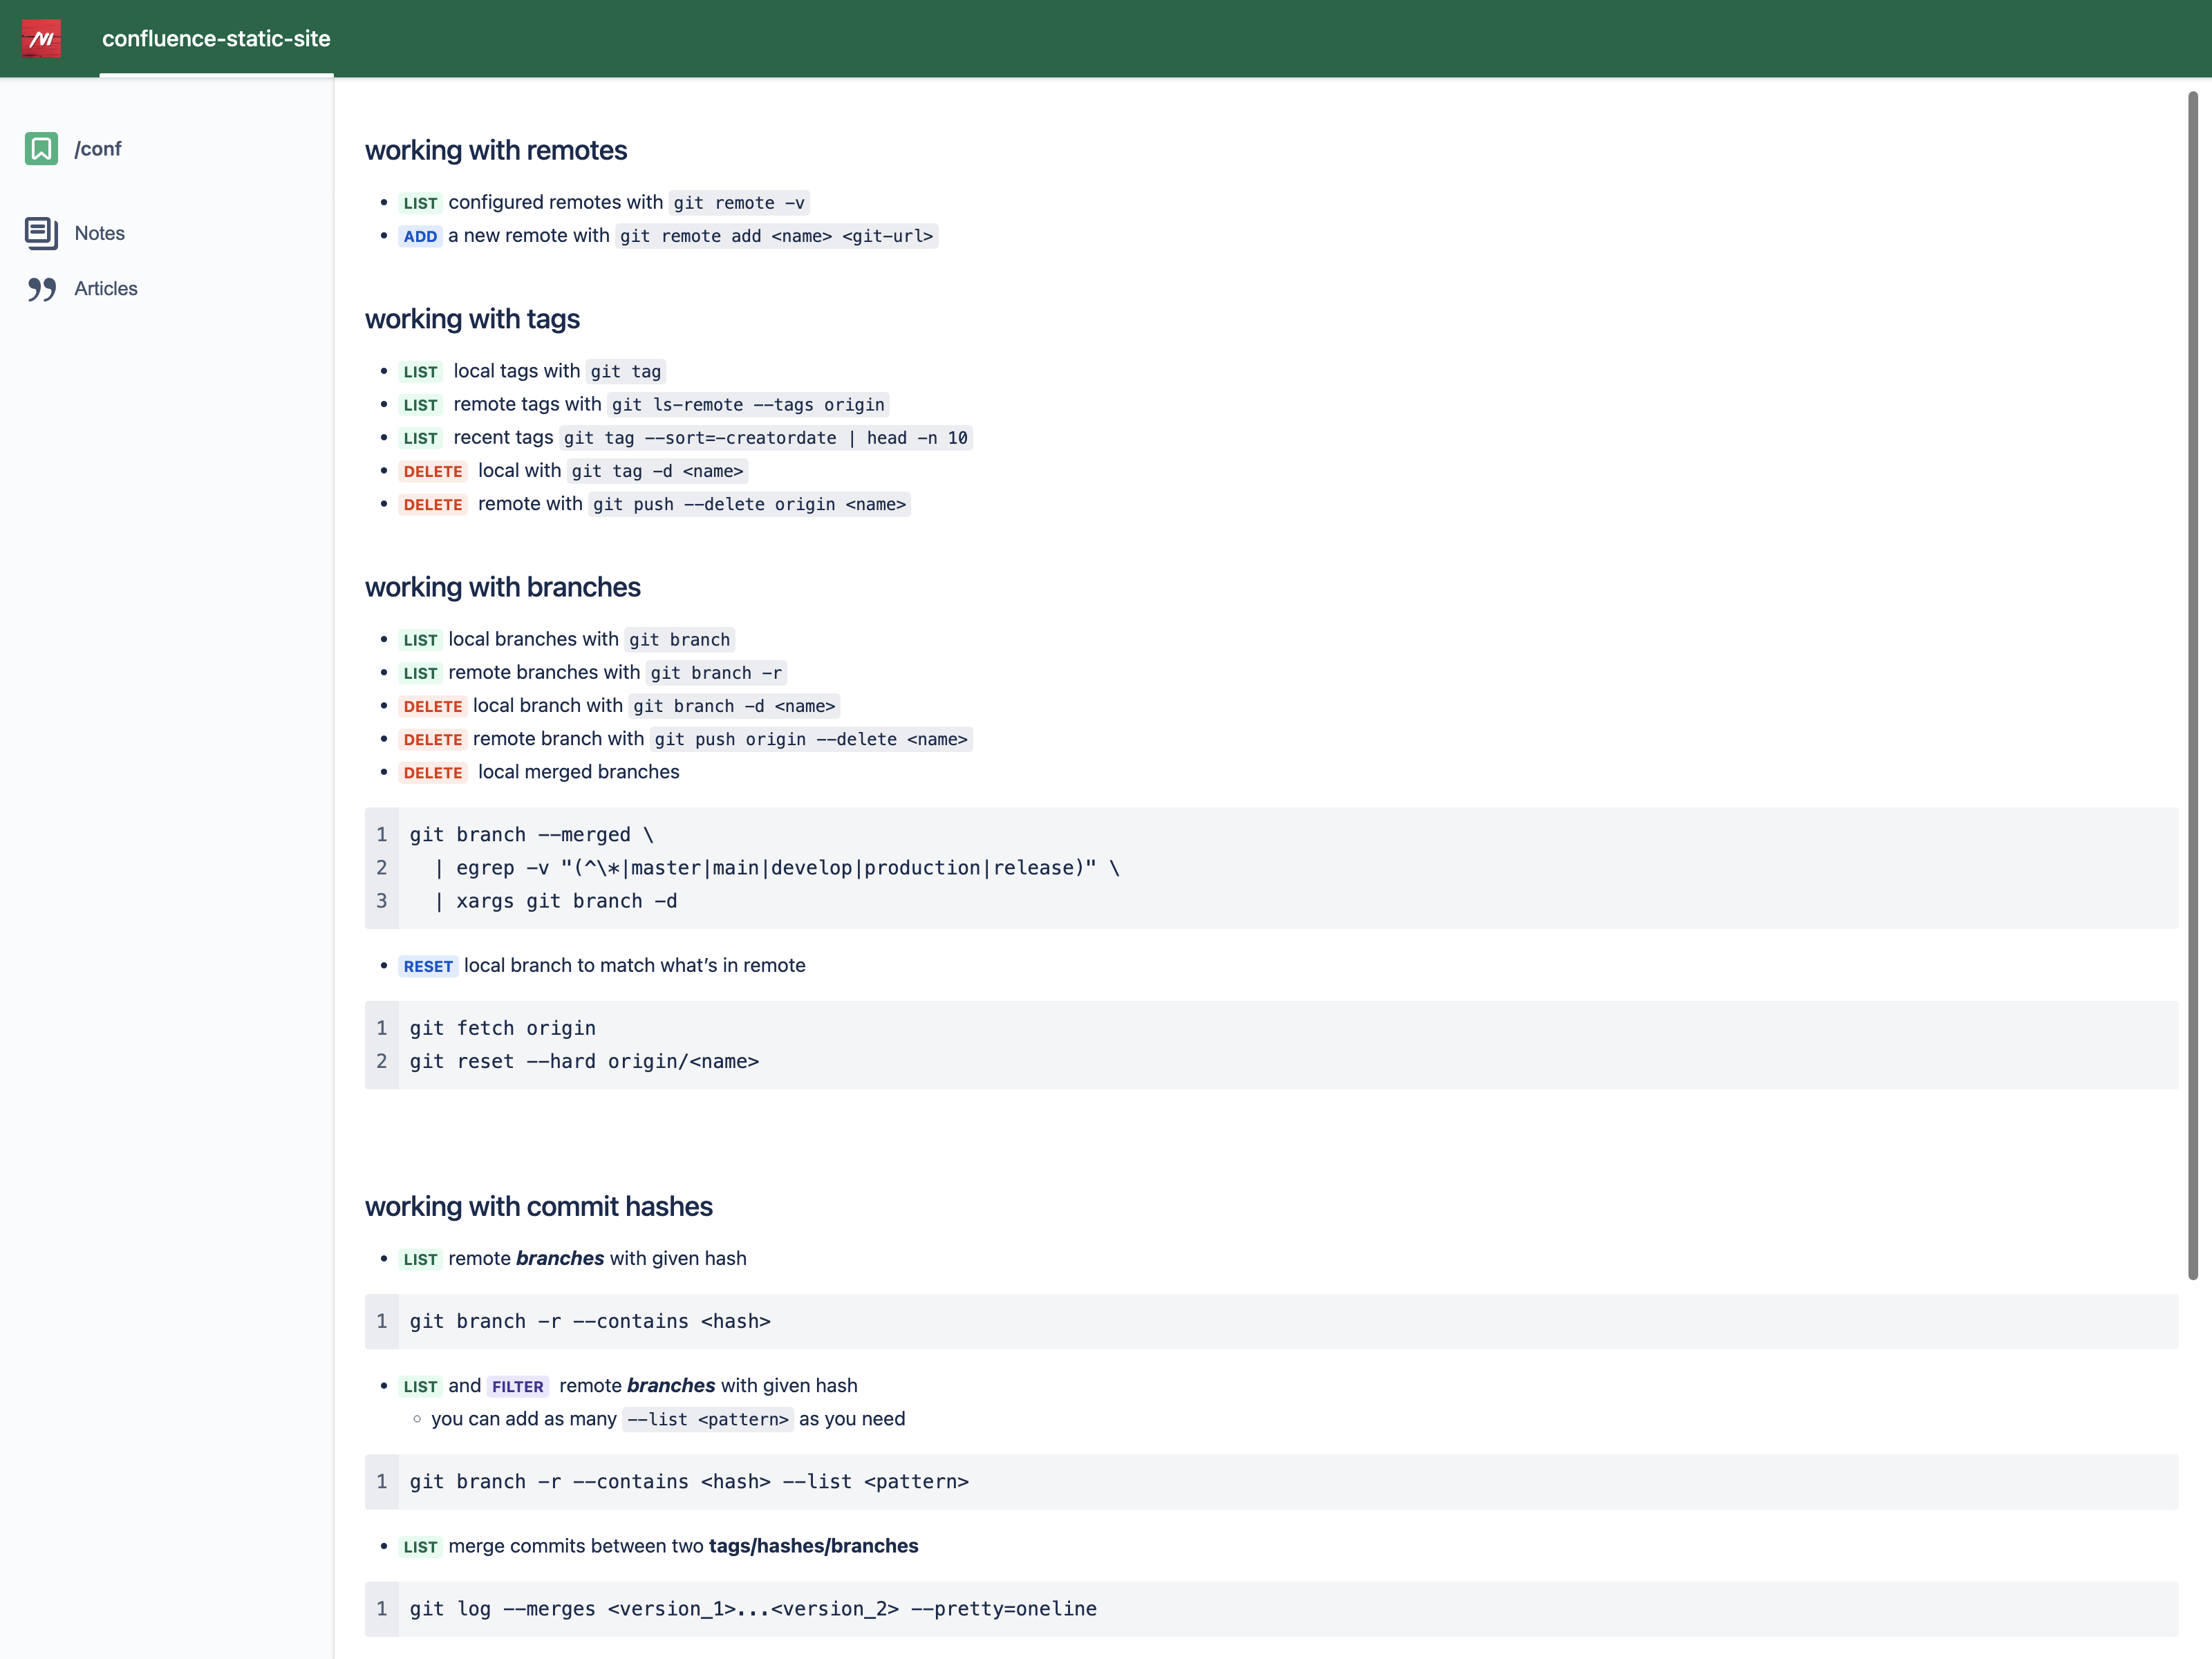 confluence-static-site
/conf
Notes
Articles
working with remotes
LIST configured remotes with git remote -v
ADD a new remote with git remote add <name> <git-url>
working with tags
LIST local tags with git tag
LIST remote tags with git ls-remote --tags origin
LIST recent tags git tag --sort=-creatordate | head -n 10
DELETE local with git tag -d <name>
DELETE remote with git push --delete origin <name>
working with branches
LIST local branches with git branch
LIST remote branches with git branch -r
DELETE local branch with git branch -d <name>
DELETE remote branch with git push origin --delete <name>
DELETE local merged branches
1 git branch --merged \
2 | egrep -v "(^\*|master|main|develop|production|release)" \
3 | xargs git branch -d
RESET local branch to match what’s in remote
1 git fetch origin
2 git reset --hard origin/<name>
working with commit hashes
LIST remote branches with given hash
1 git branch -r --contains <hash>
LIST and FILTER remote branches with given hash
you can add as many --list <pattern> as you need
1 git branch -r --contains <hash> --list <pattern>
LIST merge commits between two tags/hashes/branches
1 git log --merges <version_1>...<version_2> --pretty=oneline